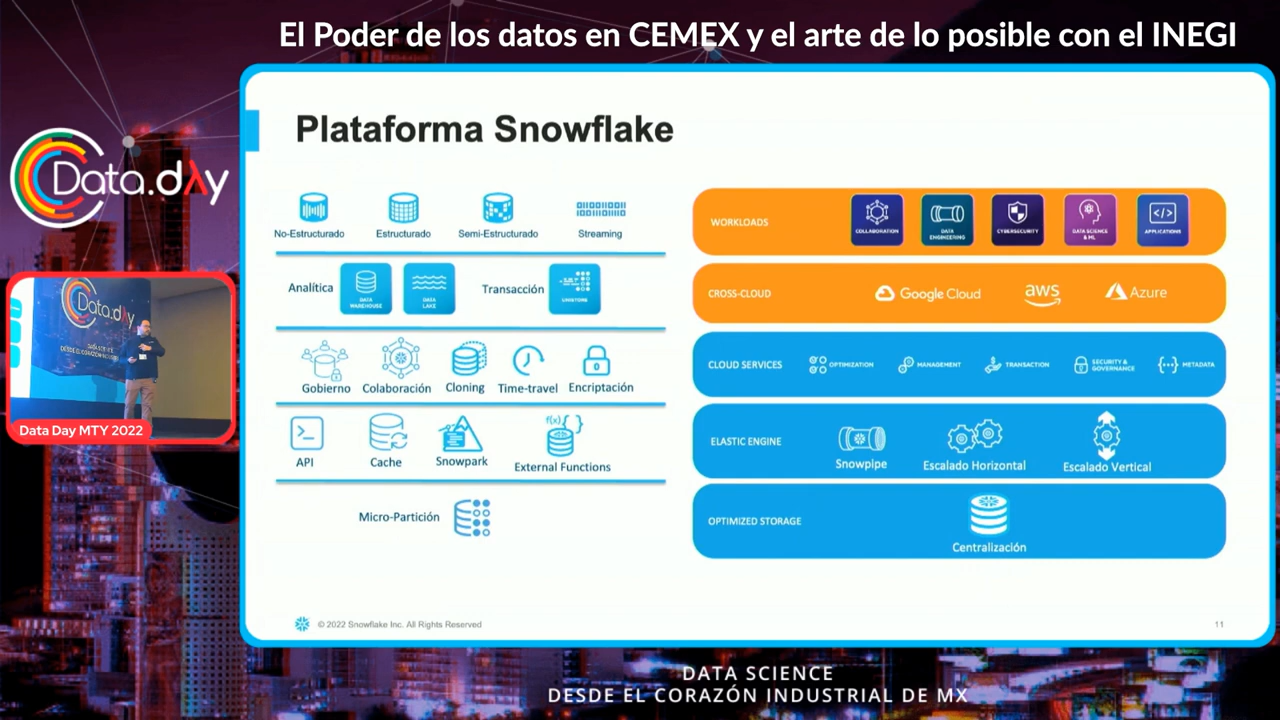 El Poder de los datos en CEMEX y el arte de lo posible con el INEGI
Data.day
Data.day
DATA SCIENCE
Data Day MTY 2022
Plataforma Snowflake
No-Estructurado
Estructurado
Semi-Estructurado
Streaming
Analítica
DATA WAREHOUSE
DATA LAKE
Transacción
UNISTORE
Gobierno
Colaboración
Cloning
Time-travel
Encriptación
API
Cache
Snowpark
f(x){ }
External Functions
Micro-Partición
WORKLOADS
COLLABORATION
DATA ENGINEERING
CYBERSECURITY
DATA SCIENCE & ML
APPLICATIONS
CROSS-CLOUD
Google Cloud
aws
Azure
CLOUD SERVICES
OPTIMIZATION
MANAGEMENT
TRANSACTION
SECURITY & GOVERNANCE
METADATA
ELASTIC ENGINE
Snowpipe
Escalado Horizontal
Escalado Vertical
OPTIMIZED STORAGE
Centralización
© 2022 Snowflake Inc. All Rights Reserved
11
DATA SCIENCE
DESDE EL CORAZÓN INDUSTRIAL DE MX